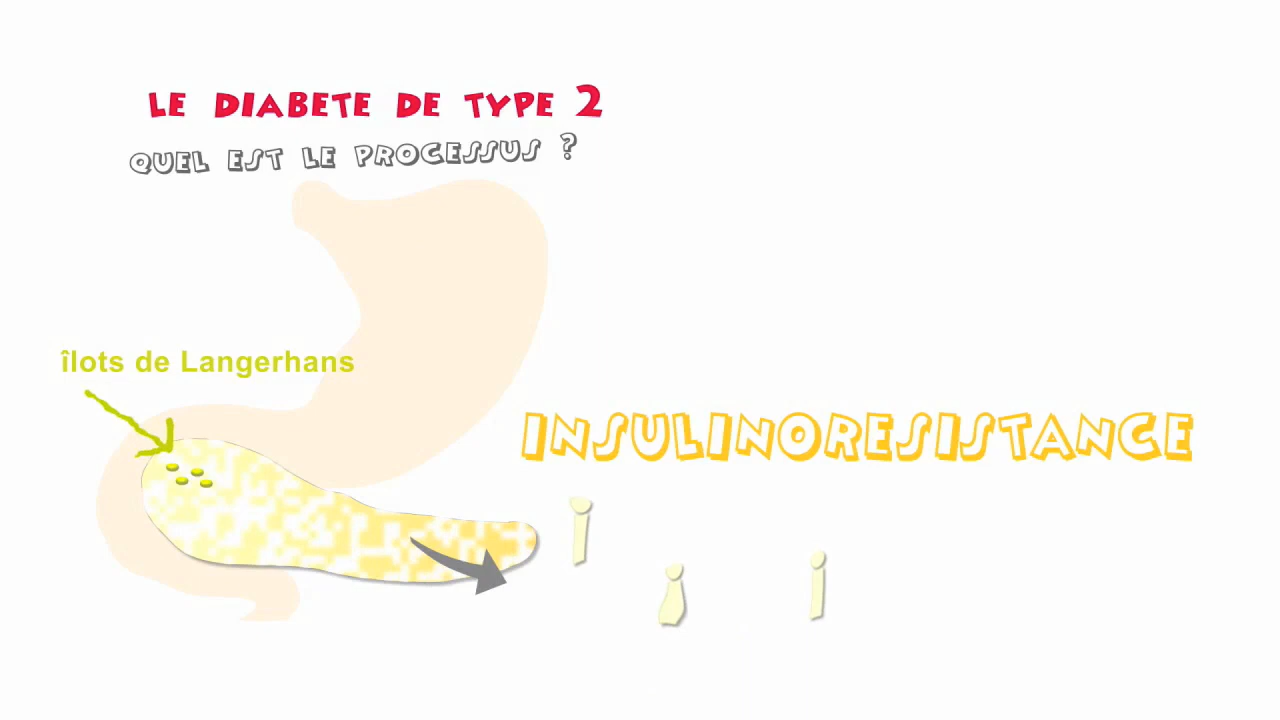 LE DIABETE DE TYPE 2
QUEL EST LE PROCESSUS ?
îlots de Langerhans
INSULINORESISTANCE
i
i
i